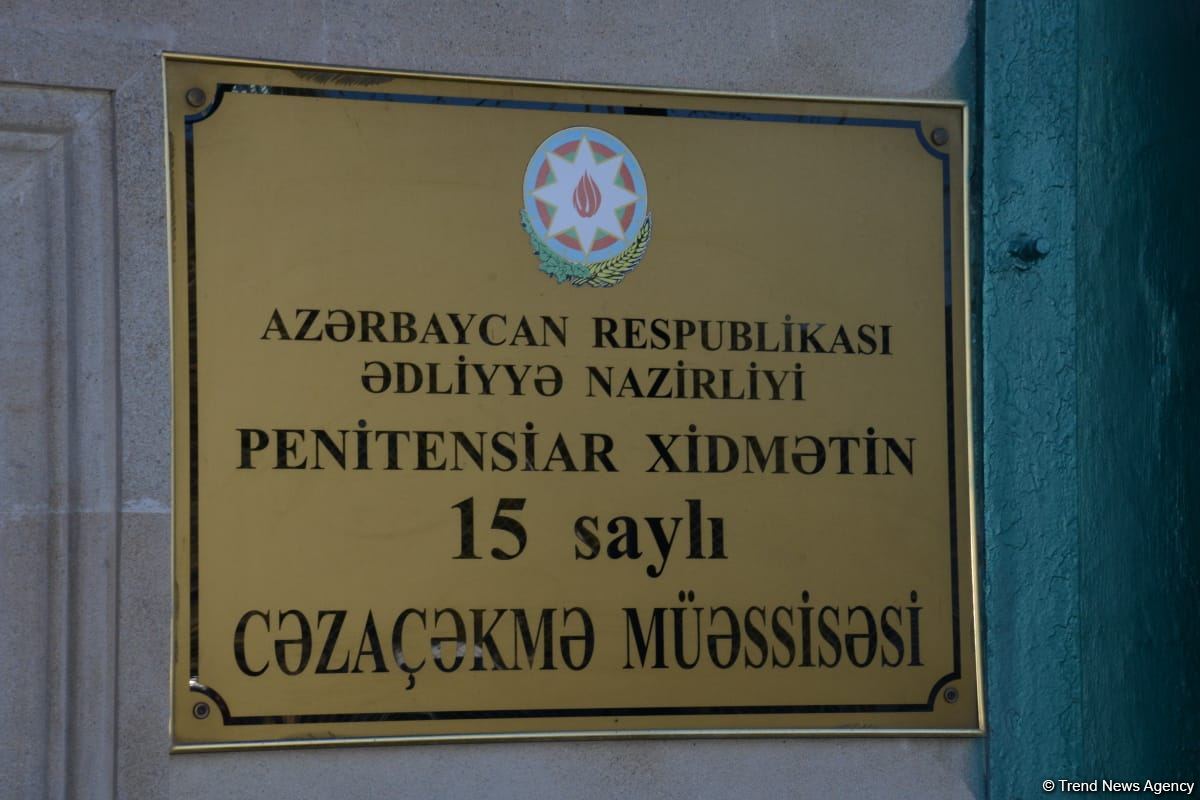 AZƏRBAYCAN RESPUBLİKASI
ƏDLİYYƏ NAZİRLİYİ
PENİTENSİAR XİDMƏTİN
15 saylı
CƏZAÇƏKMƏ MÜƏSSİSƏSİ
© Trend News Agency